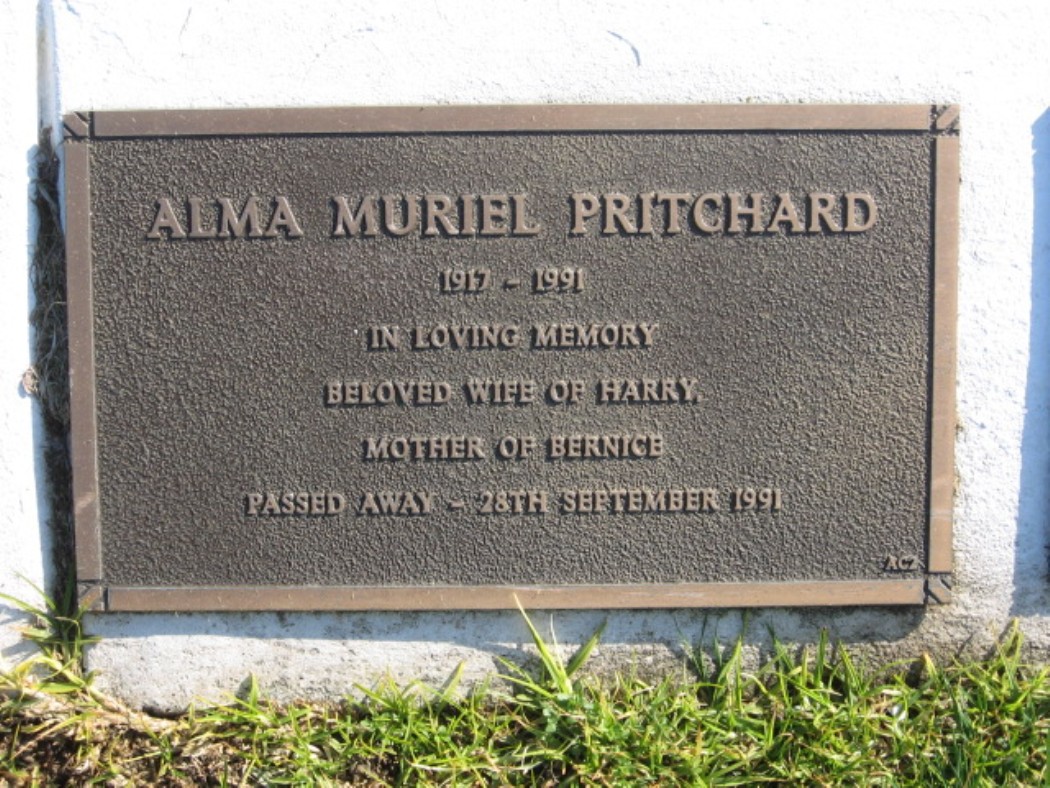 ALMA MURIEL PRITCHARD
1917 - 1991
IN LOVING MEMORY
BELOVED WIFE OF HARRY,
MOTHER OF BERNICE
PASSED AWAY - 28TH SEPTEMBER 1991